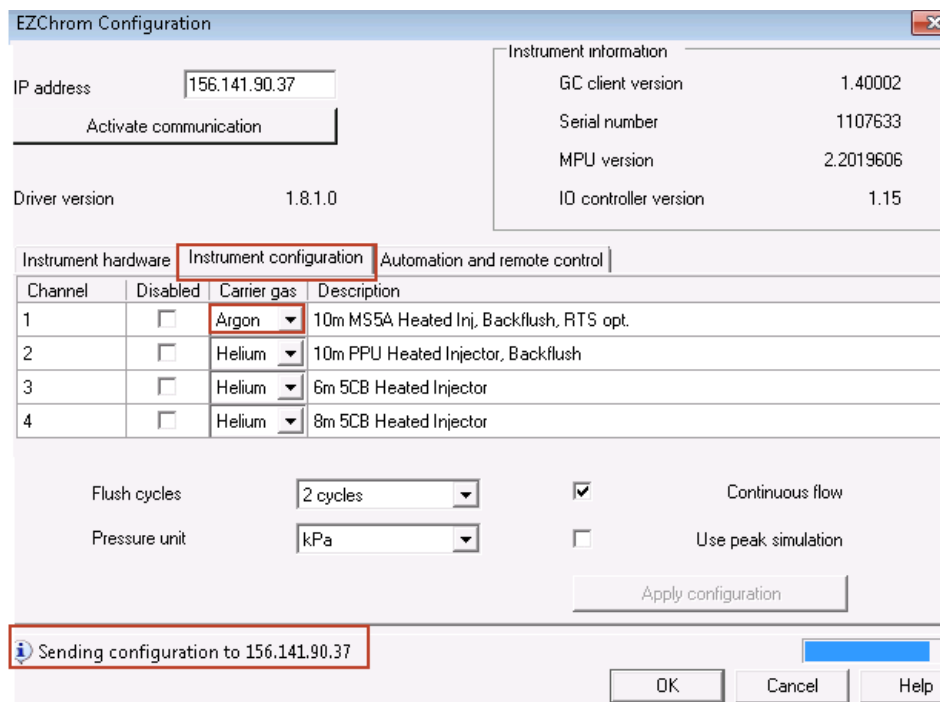 EZChrom Configuration
IP address
156.141.90.37
Activate communication
Driver version 1.8.1.0
Instrument information
GC client version 1.40002
Serial number 1107633
MPU version 2.2019606
IO controller version 1.15
Instrument hardware Instrument configuration Automation and remote control
Channel Disabled Carrier gas Description
1 Argon 10m MS5A Heated Inj, Backflush, RTS opt.
2 Helium 10m PPU Heated Injector, Backflush
3 Helium 6m 5CB Heated Injector
4 Helium 8m 5CB Heated Injector
Flush cycles 2 cycles Continuous flow
Pressure unit kPa Use peak simulation
Apply configuration
Sending configuration to 156.141.90.37
OK Cancel Help